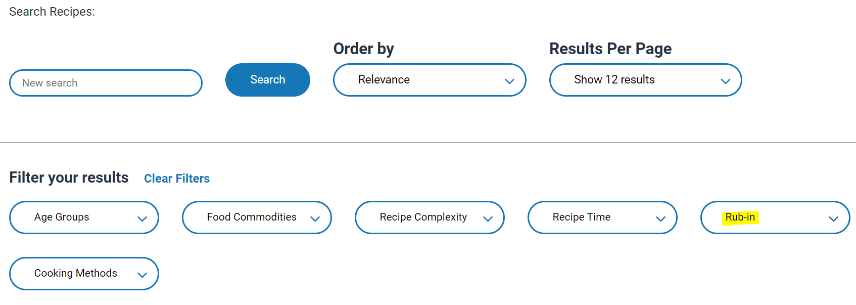 Search Recipes:
Order by
Results Per Page
New search
Search
Relevance
Show 12 results
Filter your results
Clear Filters
Age Groups
Food Commodities
Recipe Complexity
Recipe Time
Rub-in
Cooking Methods